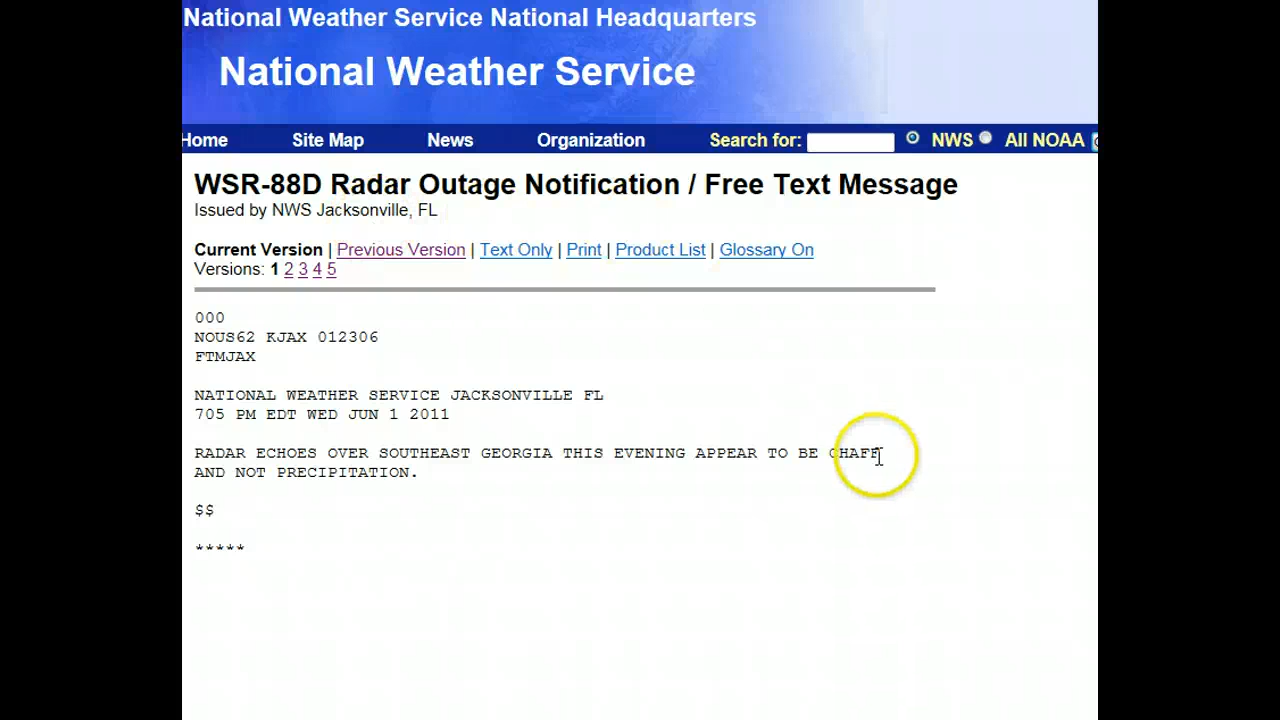 National Weather Service National Headquarters
National Weather Service
Home Site Map News Organization Search for: NWS All NOAA
WSR-88D Radar Outage Notification / Free Text Message
Issued by NWS Jacksonville, FL
Current Version | Previous Version | Text Only | Print | Product List | Glossary On
Versions: 1 2 3 4 5
000
NOUS62 KJAX 012306
FTMJAX
NATIONAL WEATHER SERVICE JACKSONVILLE FL
705 PM EDT WED JUN 1 2011
RADAR ECHOES OVER SOUTHEAST GEORGIA THIS EVENING APPEAR TO BE CHAFF
AND NOT PRECIPITATION.
$$
*****